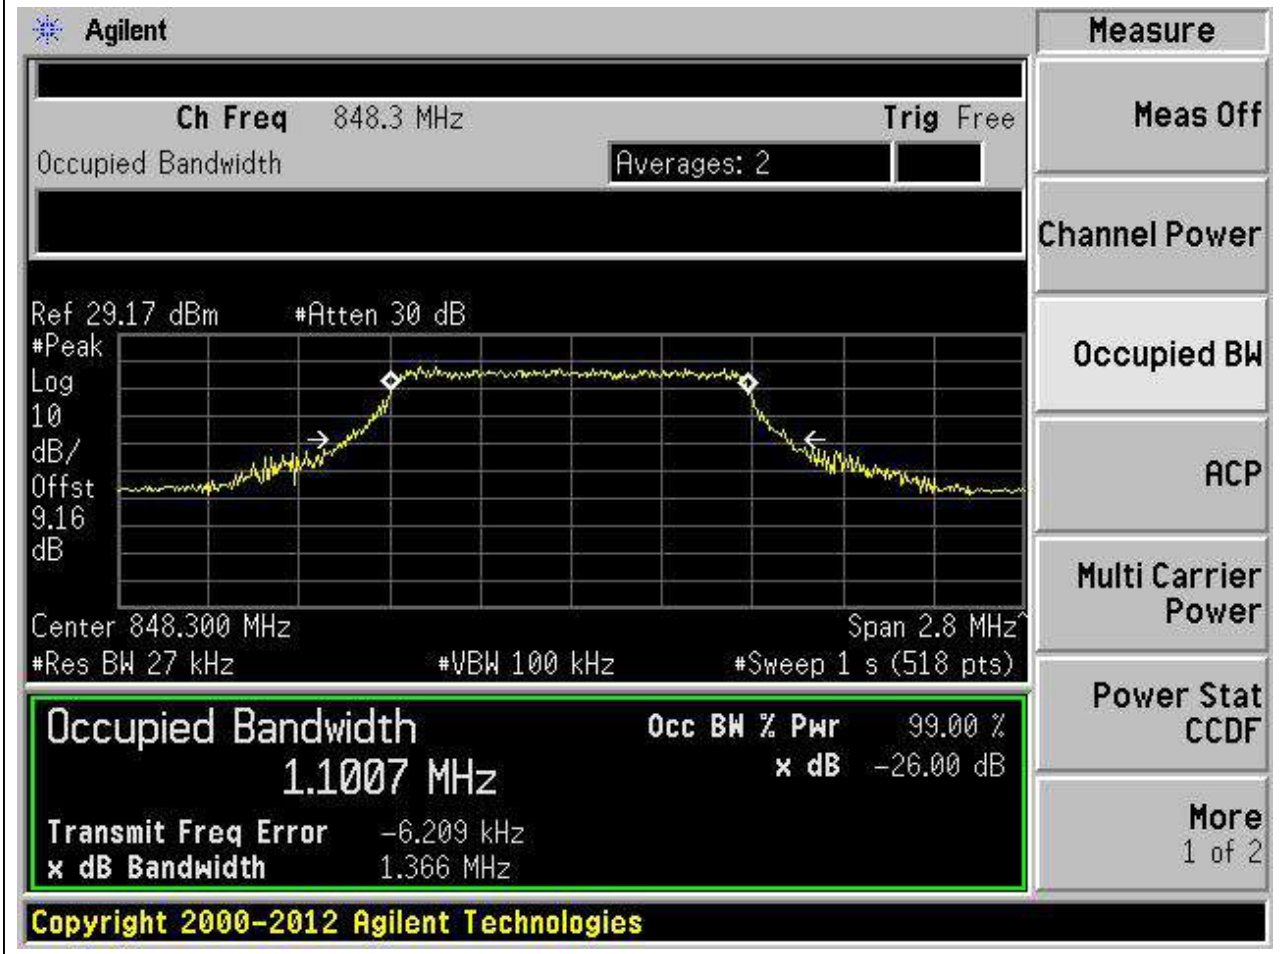 Agilent
Measure
Ch Freq 848.3 MHz Trig Free
Occupied Bandwidth Averages: 2
Meas Off
Channel Power
Occupied BW
ACP
Multi Carrier
Power
Power Stat
CCDF
More
1 of 2
Ref 29.17 dBm #Atten 30 dB
#Peak
Log
10
dB/
Offst
9.16
dB
Center 848.300 MHz Span 2.8 MHz^
#Res BW 27 kHz #VBW 100 kHz #Sweep 1 s (518 pts)
Occupied Bandwidth Occ BW % Pwr 99.00 %
1.1007 MHz x dB -26.00 dB
Transmit Freq Error -6.209 kHz
x dB Bandwidth 1.366 MHz
Copyright 2000-2012 Agilent Technologies